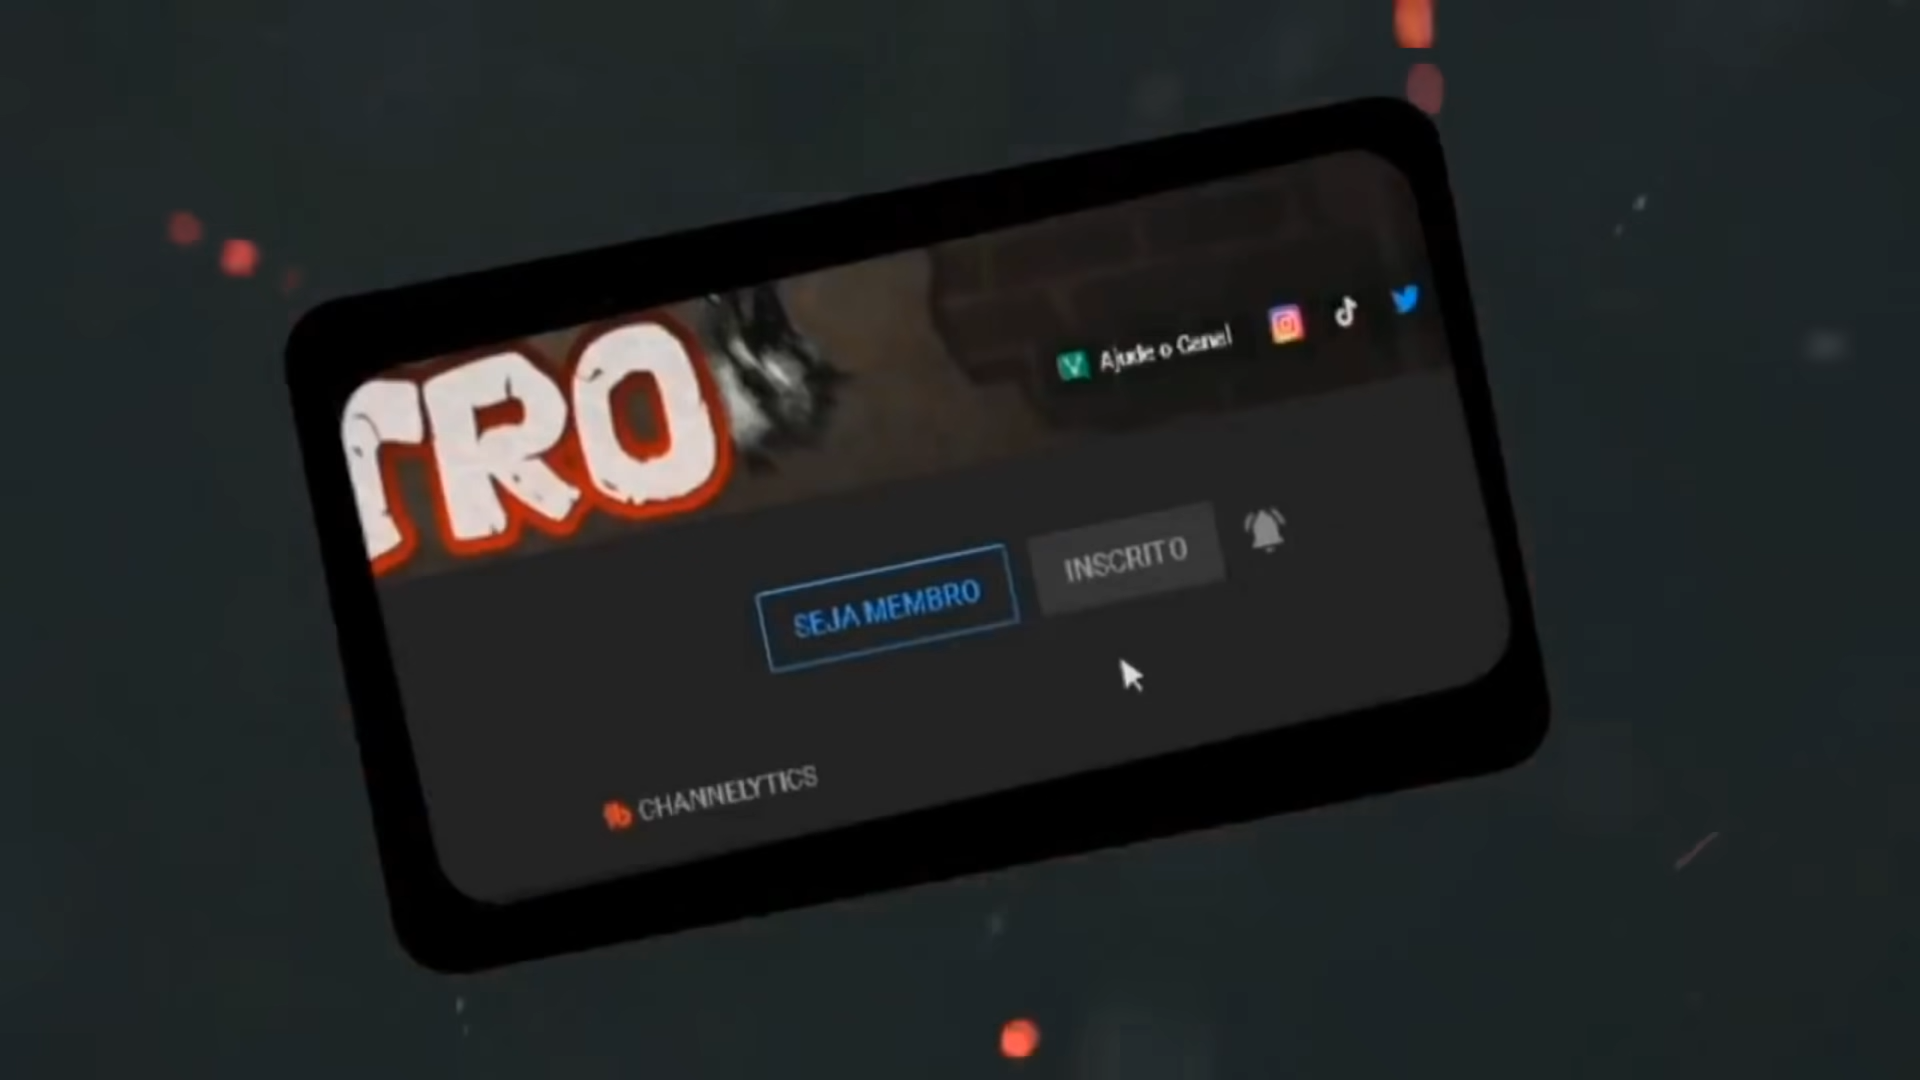 TRO
Ajude o Canal
SEJA MEMBRO
INSCRITO
CHANNELYTICS